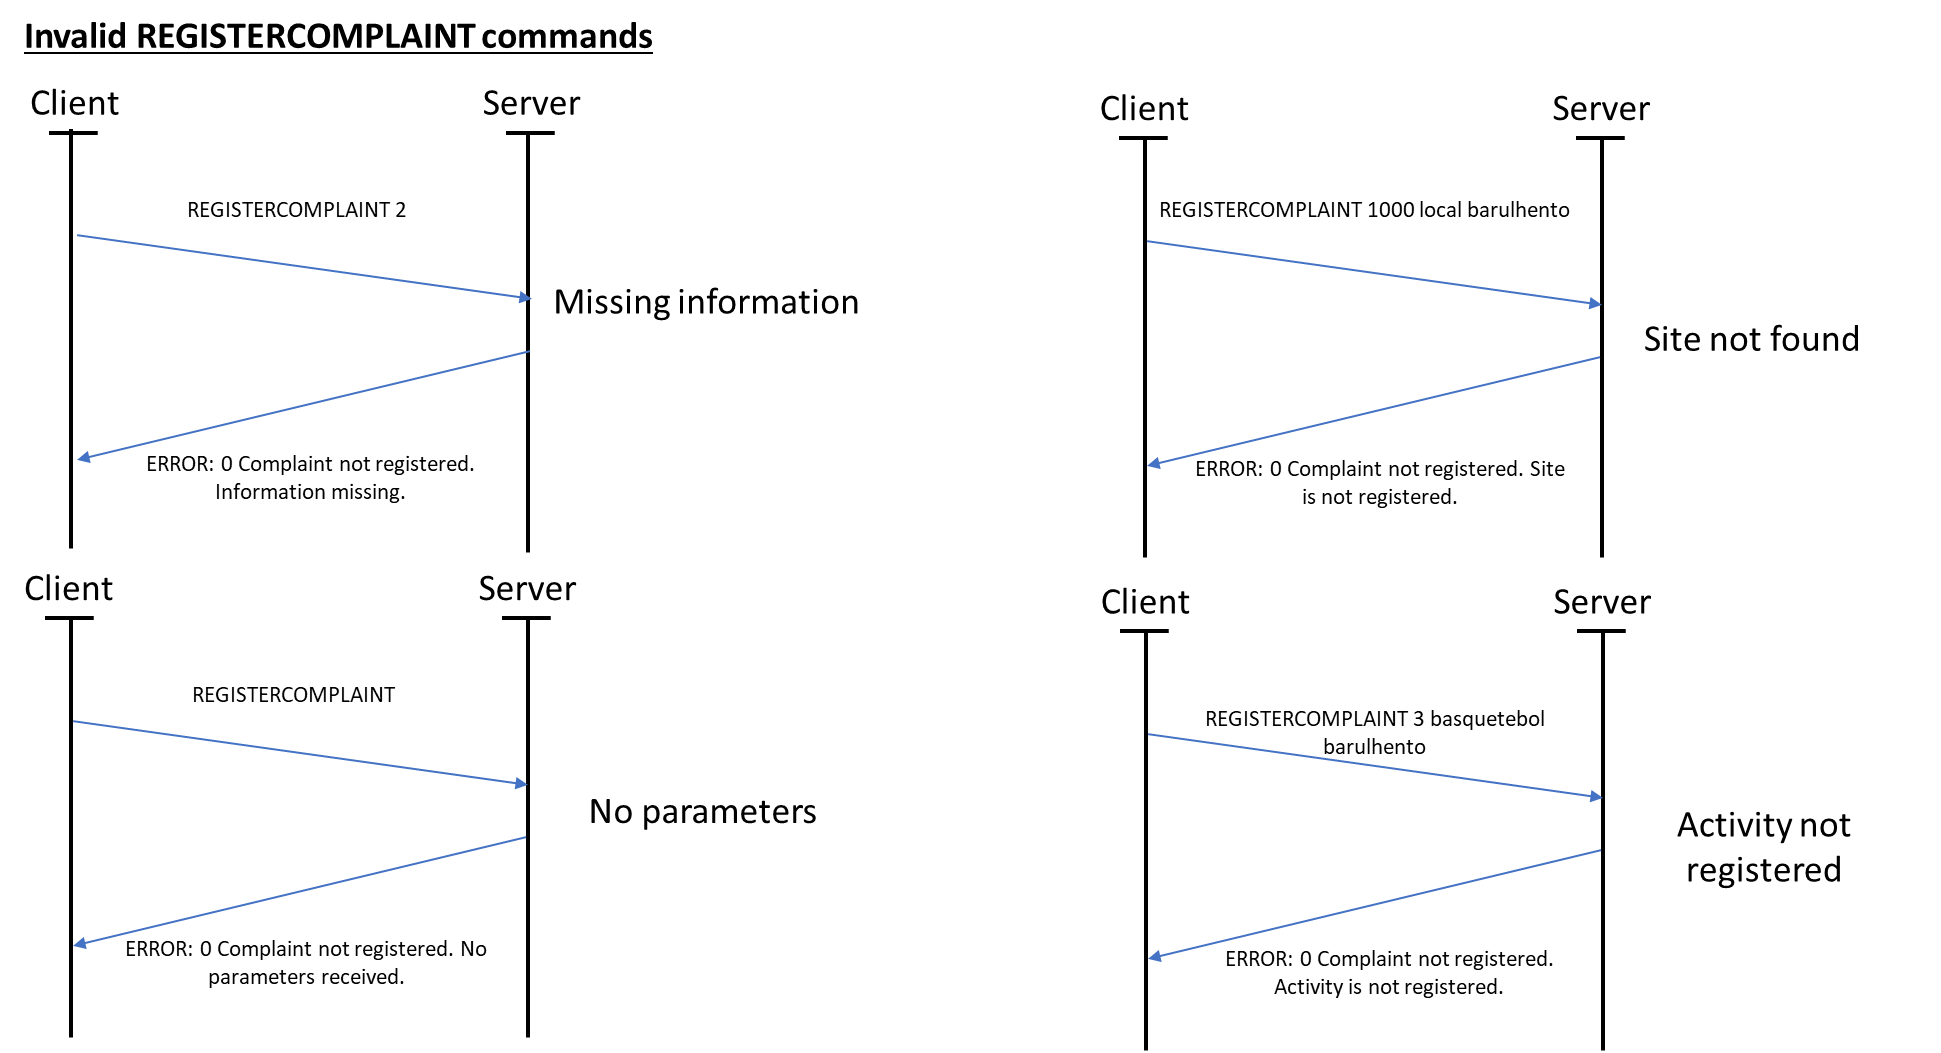 Invalid REGISTERCOMPLAINT commands
Client
Server
REGISTERCOMPLAINT 2
Missing information
ERROR: 0 Complaint not registered.
Information missing.
Client
Server
REGISTERCOMPLAINT 1000 local barulhento
Site not found
ERROR: 0 Complaint not registered. Site
is not registered.
Client
Server
REGISTERCOMPLAINT
No parameters
ERROR: 0 Complaint not registered. No
parameters received.
Client
Server
REGISTERCOMPLAINT 3 basquetebol
barulhento
Activity not
registered
ERROR: 0 Complaint not registered.
Activity is not registered.